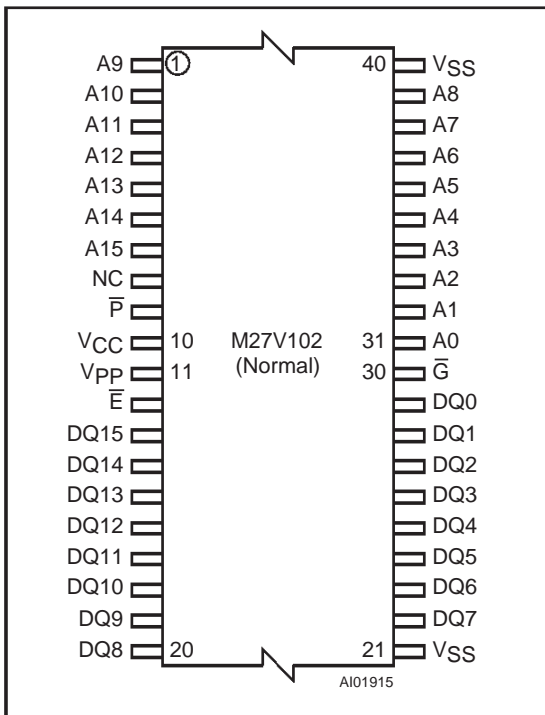 A9 1 40 VSS
A10 A8
A11 A7
A12 A6
A13 A5
A14 A4
A15 A3
NC A2
P̅ A1
VCC 10 M27V102 31 A0
VPP 11 (Normal) 30 G̅
E̅ DQ0
DQ15 DQ1
DQ14 DQ2
DQ13 DQ3
DQ12 DQ4
DQ11 DQ5
DQ10 DQ6
DQ9 DQ7
DQ8 20 21 VSS
AI01915